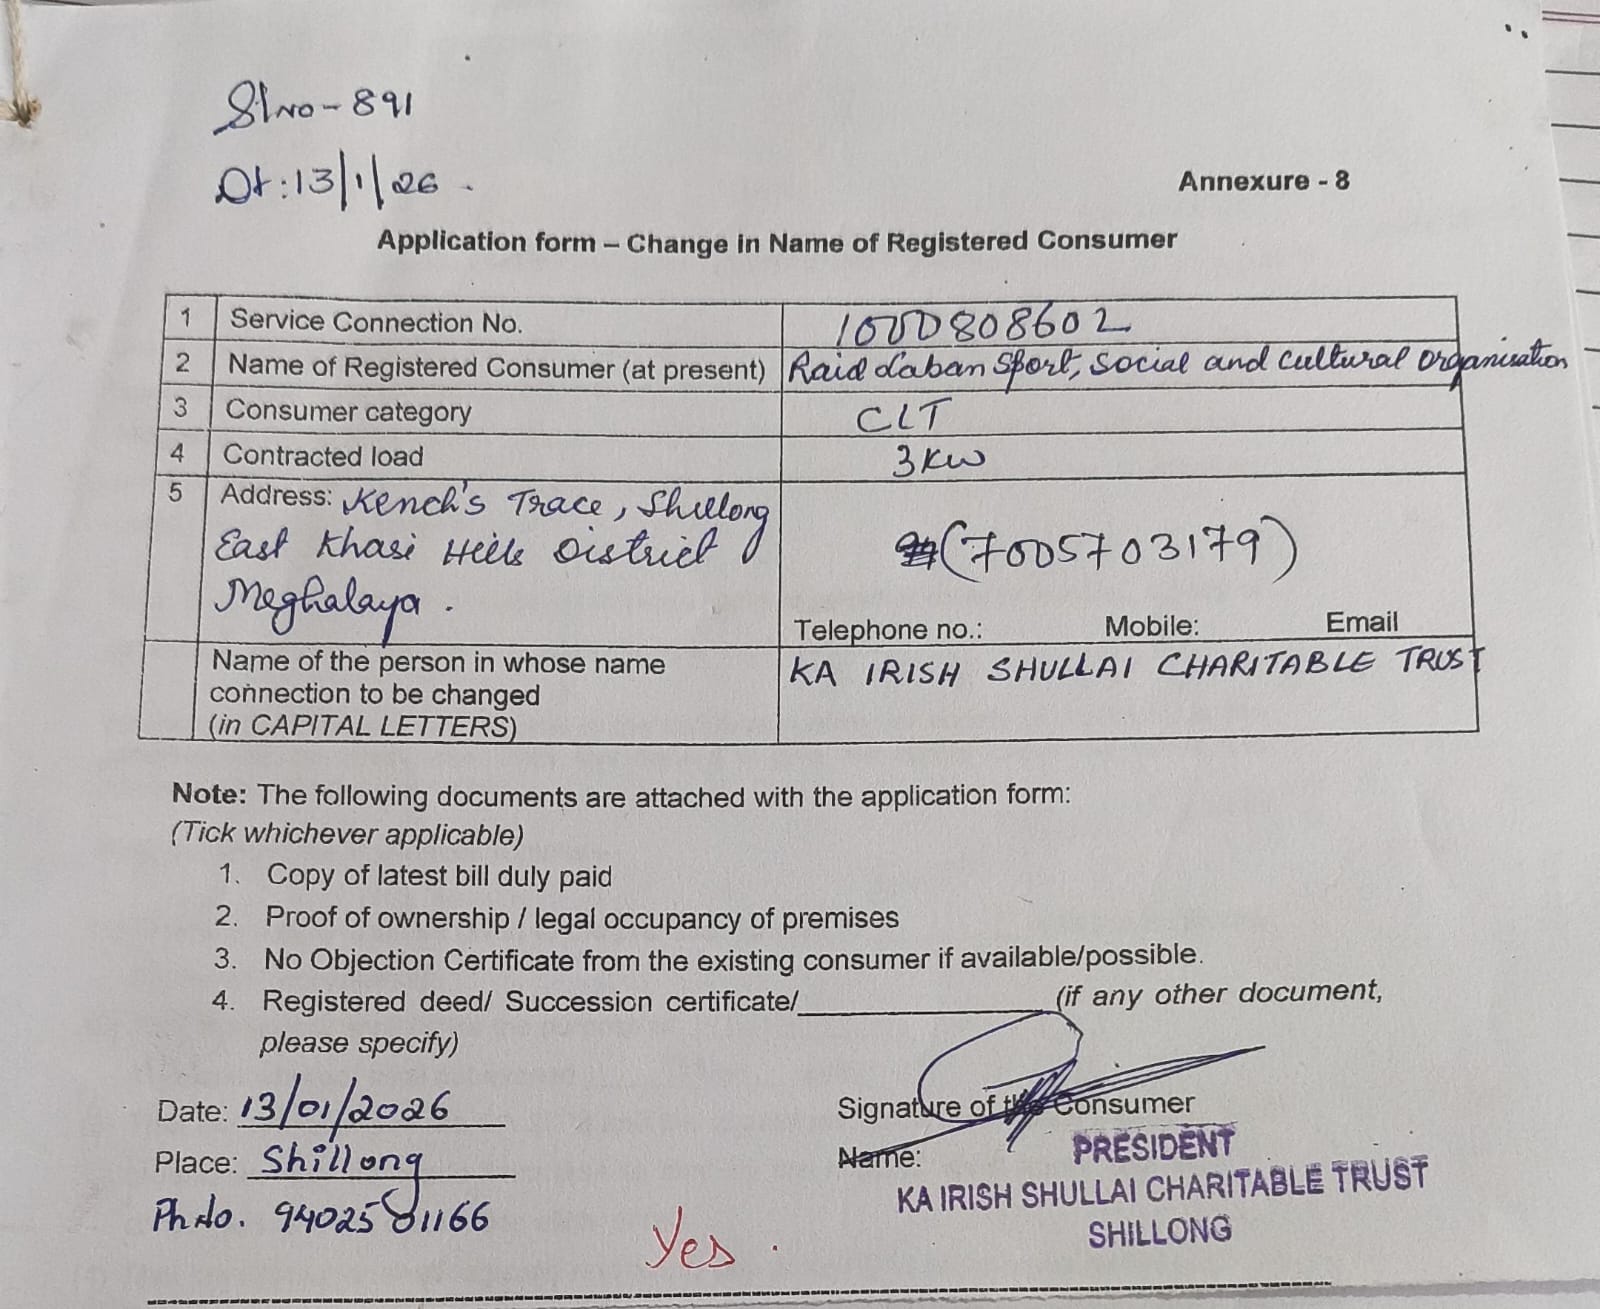 Sl No - 891
Dt: 13/1/26.
Annexure - 8
Application form – Change in Name of Registered Consumer
1 Service Connection No. 1000808602
2 Name of Registered Consumer (at present) Raid Laban Sport, Social and Cultural Organisation
3 Consumer category CLT
4 Contracted load 3 KW
5 Address: Kench's Trace, Shillong
East Khasi Hills District
Meghalaya.
(7005703179)
Telephone no.: Mobile: Email
Name of the person in whose name
connection to be changed
(in CAPITAL LETTERS)
KA IRISH SHULLAI CHARITABLE TRUST
Note: The following documents are attached with the application form:
(Tick whichever applicable)
1. Copy of latest bill duly paid
2. Proof of ownership / legal occupancy of premises
3. No Objection Certificate from the existing consumer if available/possible.
4. Registered deed/ Succession certificate/_________________(if any other document,
please specify)
Date: 13/01/2026
Signature of the Consumer
Place: Shillong
Name:
PRESIDENT
KA IRISH SHULLAI CHARITABLE TRUST
SHILLONG
Ph No.
Yes.